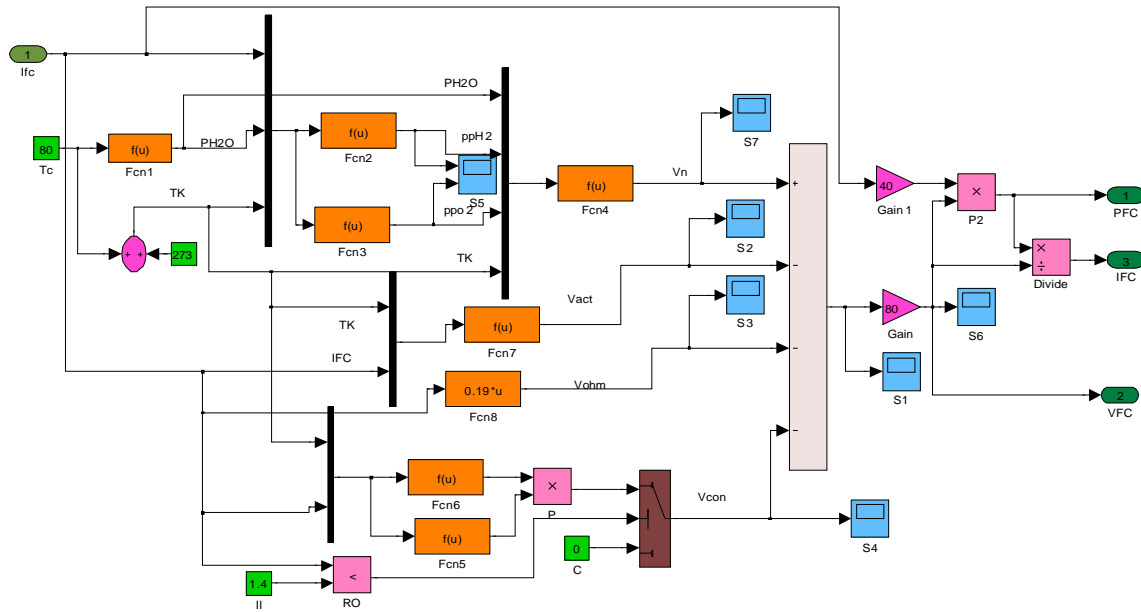 1
Ifc
80
Tc
f(u)
Fcn1
PH2O
PH2O
TK
+ +
273
f(u)
Fcn2
f(u)
Fcn3
ppH2
S5
ppo2
TK
f(u)
Fcn4
Vn
S7
S2
S3
TK
IFC
f(u)
Fcn7
Vact
0.19*u
Fcn8
Vohm
f(u)
Fcn6
f(u)
Fcn5
×
P
1.4
II
<
RO
0
C
Vcon
S4
+
−
−
−
S1
40
Gain 1
80
Gain
S6
×
P2
×
÷
Divide
1
PFC
3
IFC
2
VFC